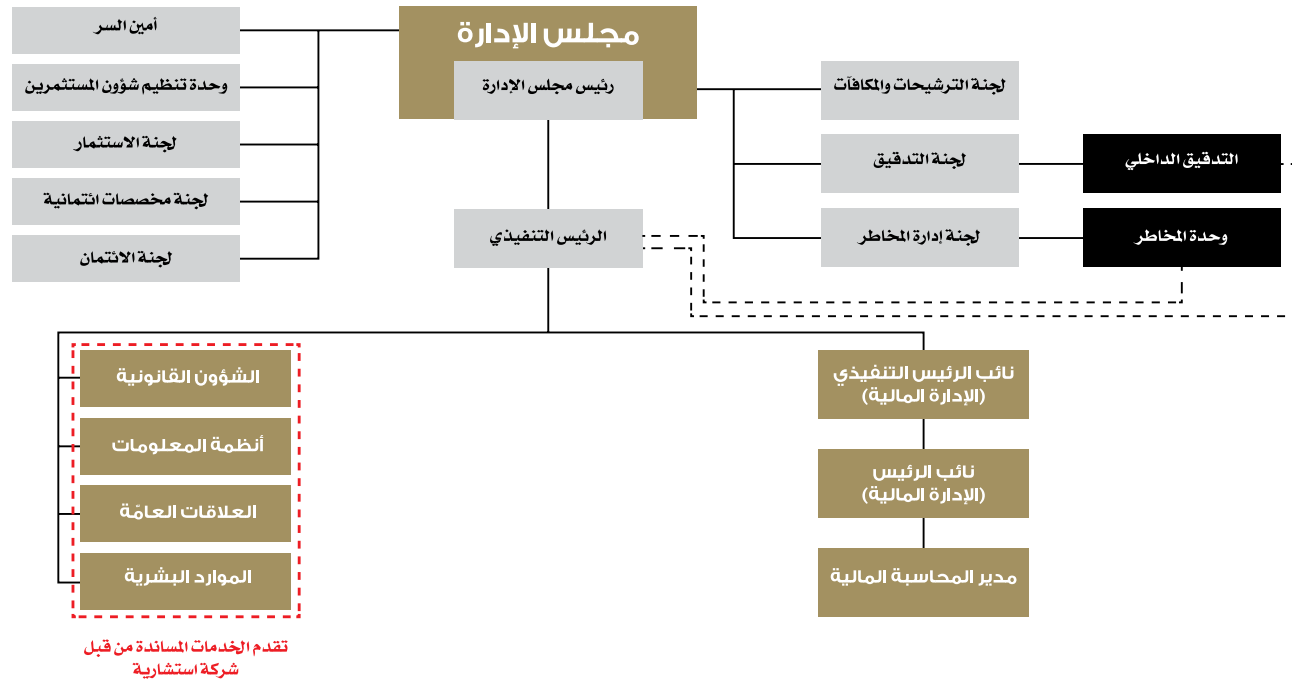 مجلس الإدارة
رئيس مجلس الإدارة
أمين السر
وحدة تنظيم شؤون المستثمرين
لجنة الاستثمار
لجنة مخصصات ائتمانية
لجنة الائتمان
لجنة الترشيحات والمكافآت
لجنة التدقيق
التدقيق الداخلي
لجنة إدارة المخاطر
وحدة المخاطر
الرئيس التنفيذي
نائب الرئيس التنفيذي
(الإدارة المالية)
نائب الرئيس
(الإدارة المالية)
مدير المحاسبة المالية
الشؤون القانونية
أنظمة المعلومات
العلاقات العامّة
الموارد البشرية
تقدم الخدمات المساندة من قبل
شركة استشارية